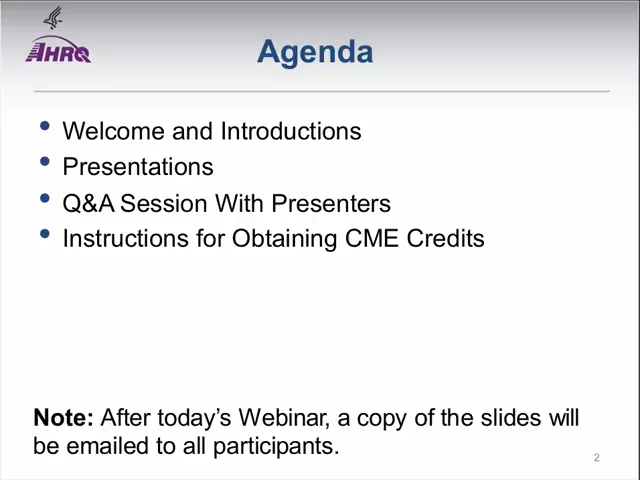 AHRQ
Agenda
• Welcome and Introductions
• Presentations
• Q&A Session With Presenters
• Instructions for Obtaining CME Credits
Note: After today’s Webinar, a copy of the slides will
be emailed to all participants.
2